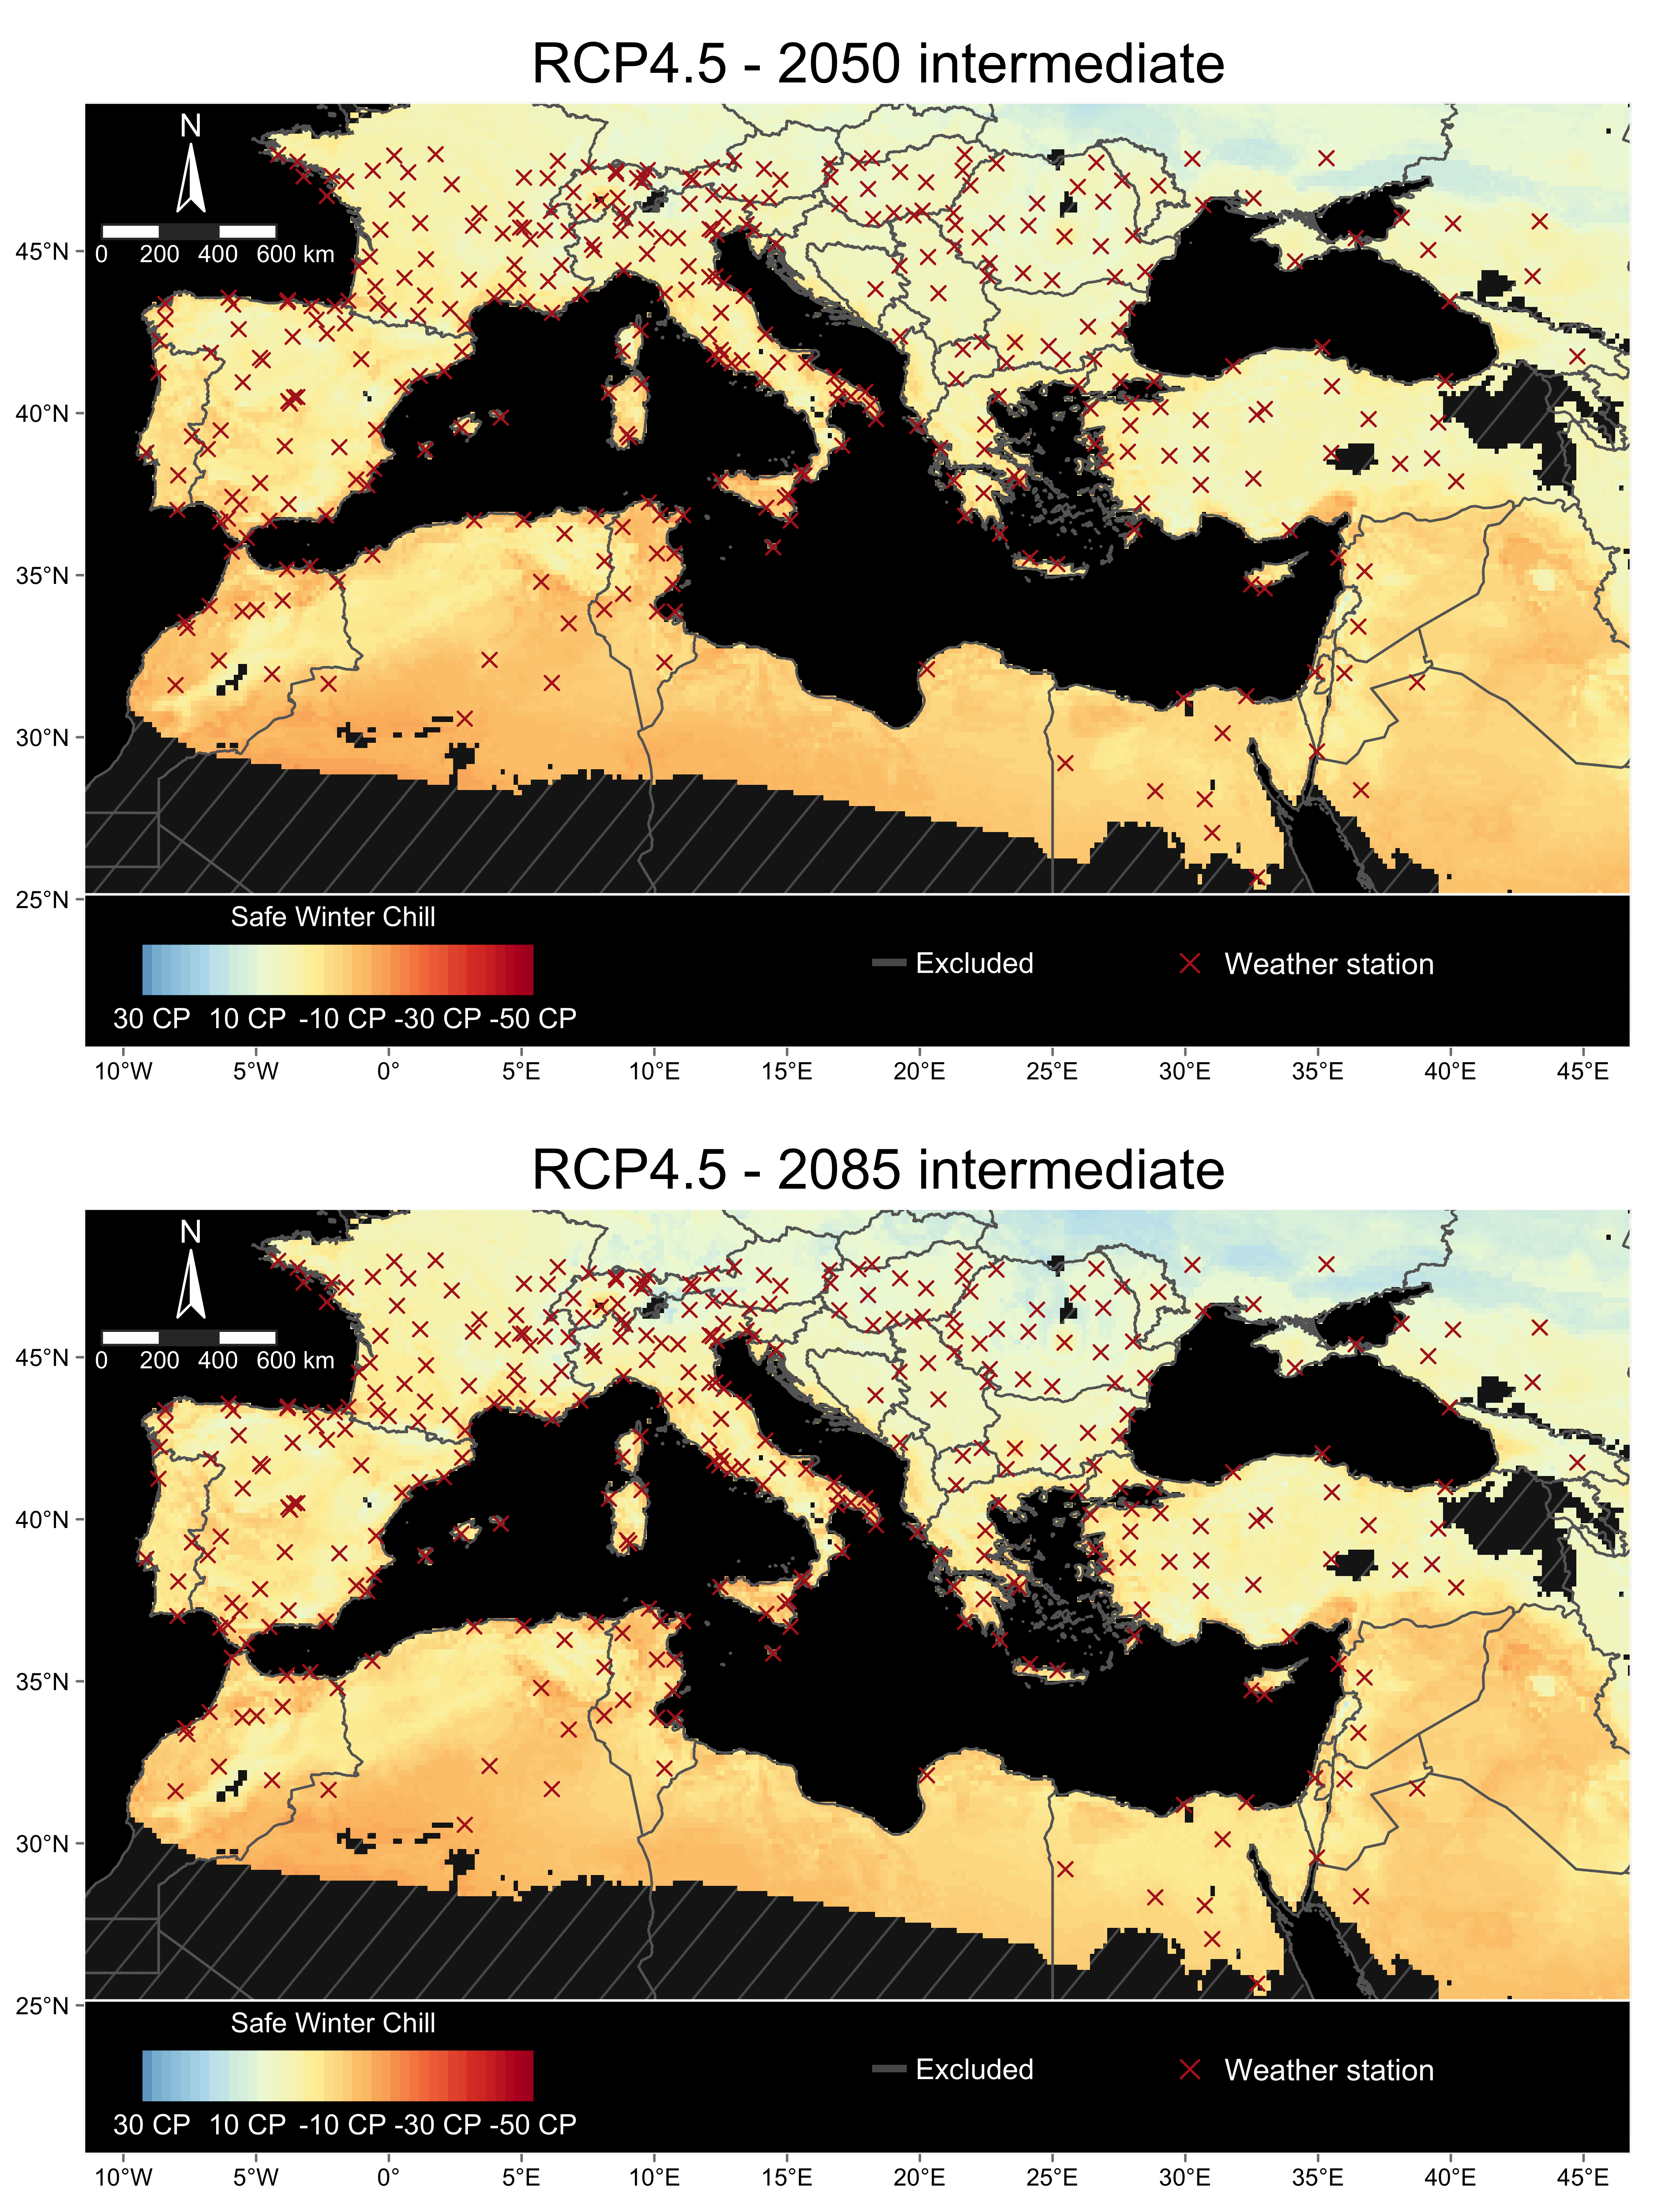 RCP4.5 - 2050 intermediate
N
0 200 400 600 km
45°N
40°N
35°N
30°N
25°N
Safe Winter Chill
30 CP 10 CP -10 CP -30 CP -50 CP
Excluded
Weather station
10°W 5°W 0° 5°E 10°E 15°E 20°E 25°E 30°E 35°E 40°E 45°E
RCP4.5 - 2085 intermediate
N
0 200 400 600 km
45°N
40°N
35°N
30°N
25°N
Safe Winter Chill
30 CP 10 CP -10 CP -30 CP -50 CP
Excluded
Weather station
10°W 5°W 0° 5°E 10°E 15°E 20°E 25°E 30°E 35°E 40°E 45°E